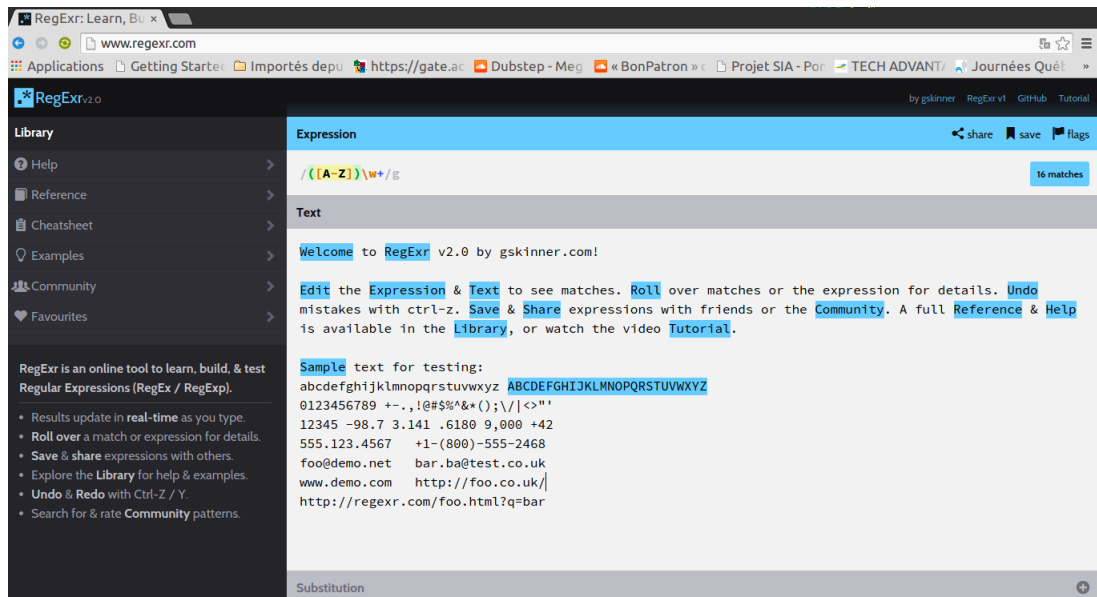 RegExr: Learn, Bu ×
www.regexr.com
Applications Getting Starte Importés depu https://gate.ac Dubstep - Meg « BonPatron » Projet SIA - Por TECH ADVANT Journées Québ »
RegExr v2.0 by gskinner RegExr v1 GitHub Tutorial
Library
Help
Reference
Cheatsheet
Examples
Community
Favourites
RegExr is an online tool to learn, build, & test
Regular Expressions (RegEx / RegExp).
• Results update in real-time as you type.
• Roll over a match or expression for details.
• Save & share expressions with others.
• Explore the Library for help & examples.
• Undo & Redo with Ctrl-Z / Y.
• Search for & rate Community patterns.
Expression share save flags
/([A-Z])\w+/g 16 matches
Text
Welcome to RegExr v2.0 by gskinner.com!
Edit the Expression & Text to see matches. Roll over matches or the expression for details. Undo
mistakes with ctrl-z. Save & Share expressions with friends or the Community. A full Reference & Help
is available in the Library, or watch the video Tutorial.
Sample text for testing:
abcdefghijklmnopqrstuvwxyz ABCDEFGHIJKLMNOPQRSTUVWXYZ
0123456789 +-.,!@#$%^&*();\/|<>"'
12345 -98.7 3.141 .6180 9,000 +42
555.123.4567 +1-(800)-555-2468
foo@demo.net bar.ba@test.co.uk
www.demo.com http://foo.co.uk/
http://regexr.com/foo.html?q=bar
Substitution